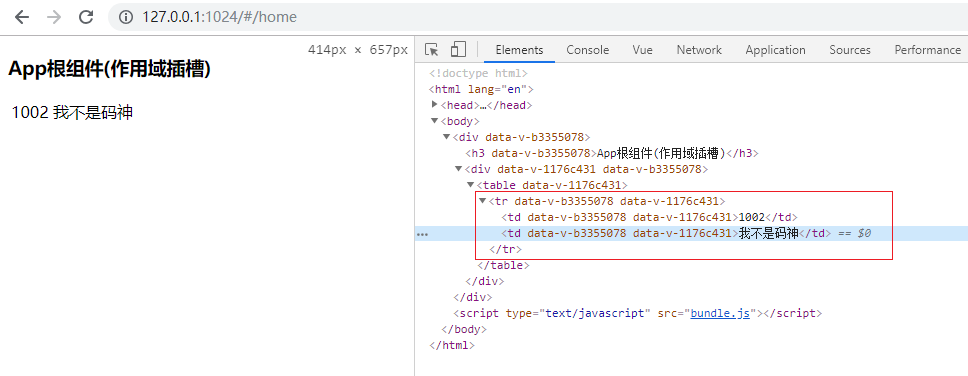 127.0.0.1:1024/#/home
414px × 657px
App根组件(作用域插槽)
1002 我不是码神
Elements Console Vue Network Application Sources Performance
<!doctype html>
<html lang="en">
<head>…</head>
<body>
<div data-v-b3355078>
<h3 data-v-b3355078>App根组件(作用域插槽)</h3>
<div data-v-1176c431 data-v-b3355078>
<table data-v-1176c431>
<tr data-v-b3355078 data-v-1176c431>
<td data-v-b3355078 data-v-1176c431>1002</td>
<td data-v-b3355078 data-v-1176c431>我不是码神</td> == $0
</tr>
</table>
</div>
</div>
<script type="text/javascript" src="bundle.js"></script>
</body>
</html>